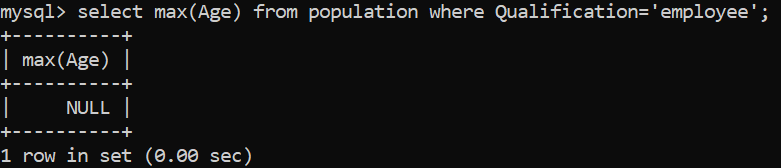 mysql> select max(Age) from population where Qualification='employee';
+----------+
| max(Age) |
+----------+
|     NULL |
+----------+
1 row in set (0.00 sec)